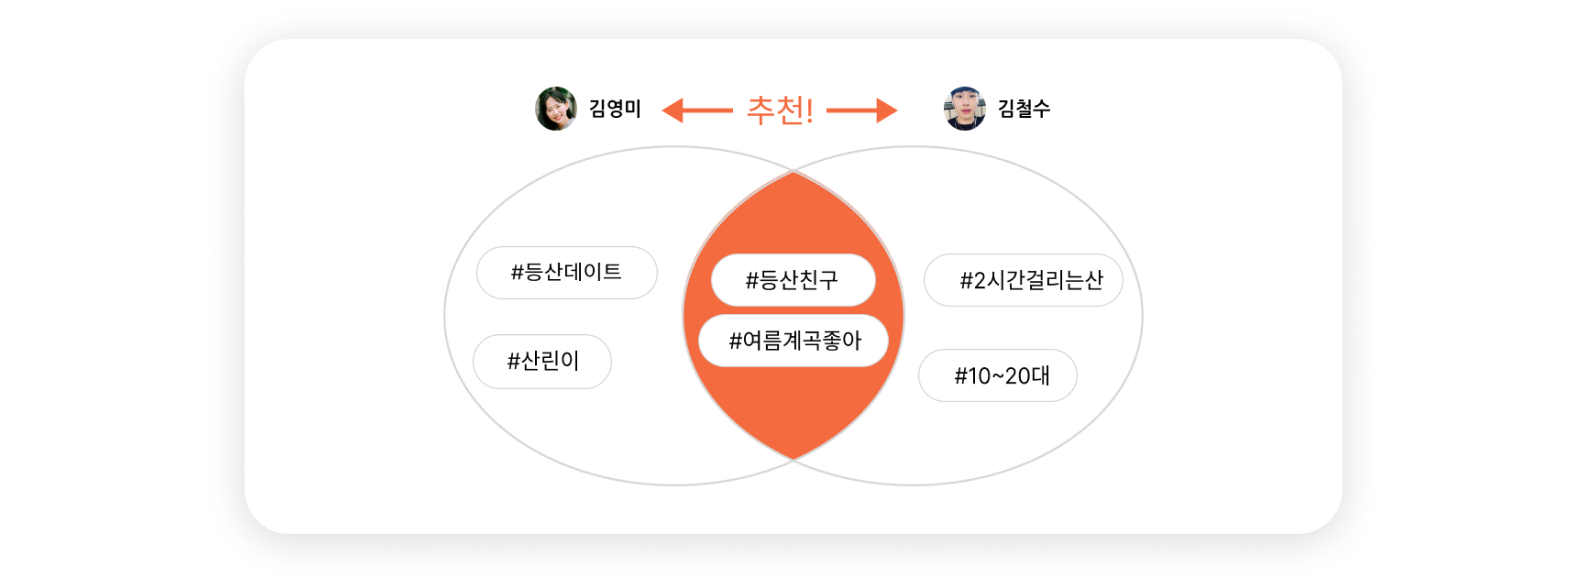 김영미
추천!
김철수
#등산데이트
#산린이
#등산친구
#여름계곡좋아
#2시간걸리는산
#10~20대